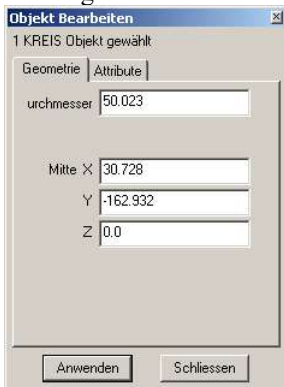 Objekt Bearbeiten
1 KREIS Objekt gewählt
Geometrie Attribute
urchmesser 50.023
Mitte X 30.728
Y -162.932
Z 0.0
Anwenden Schliessen